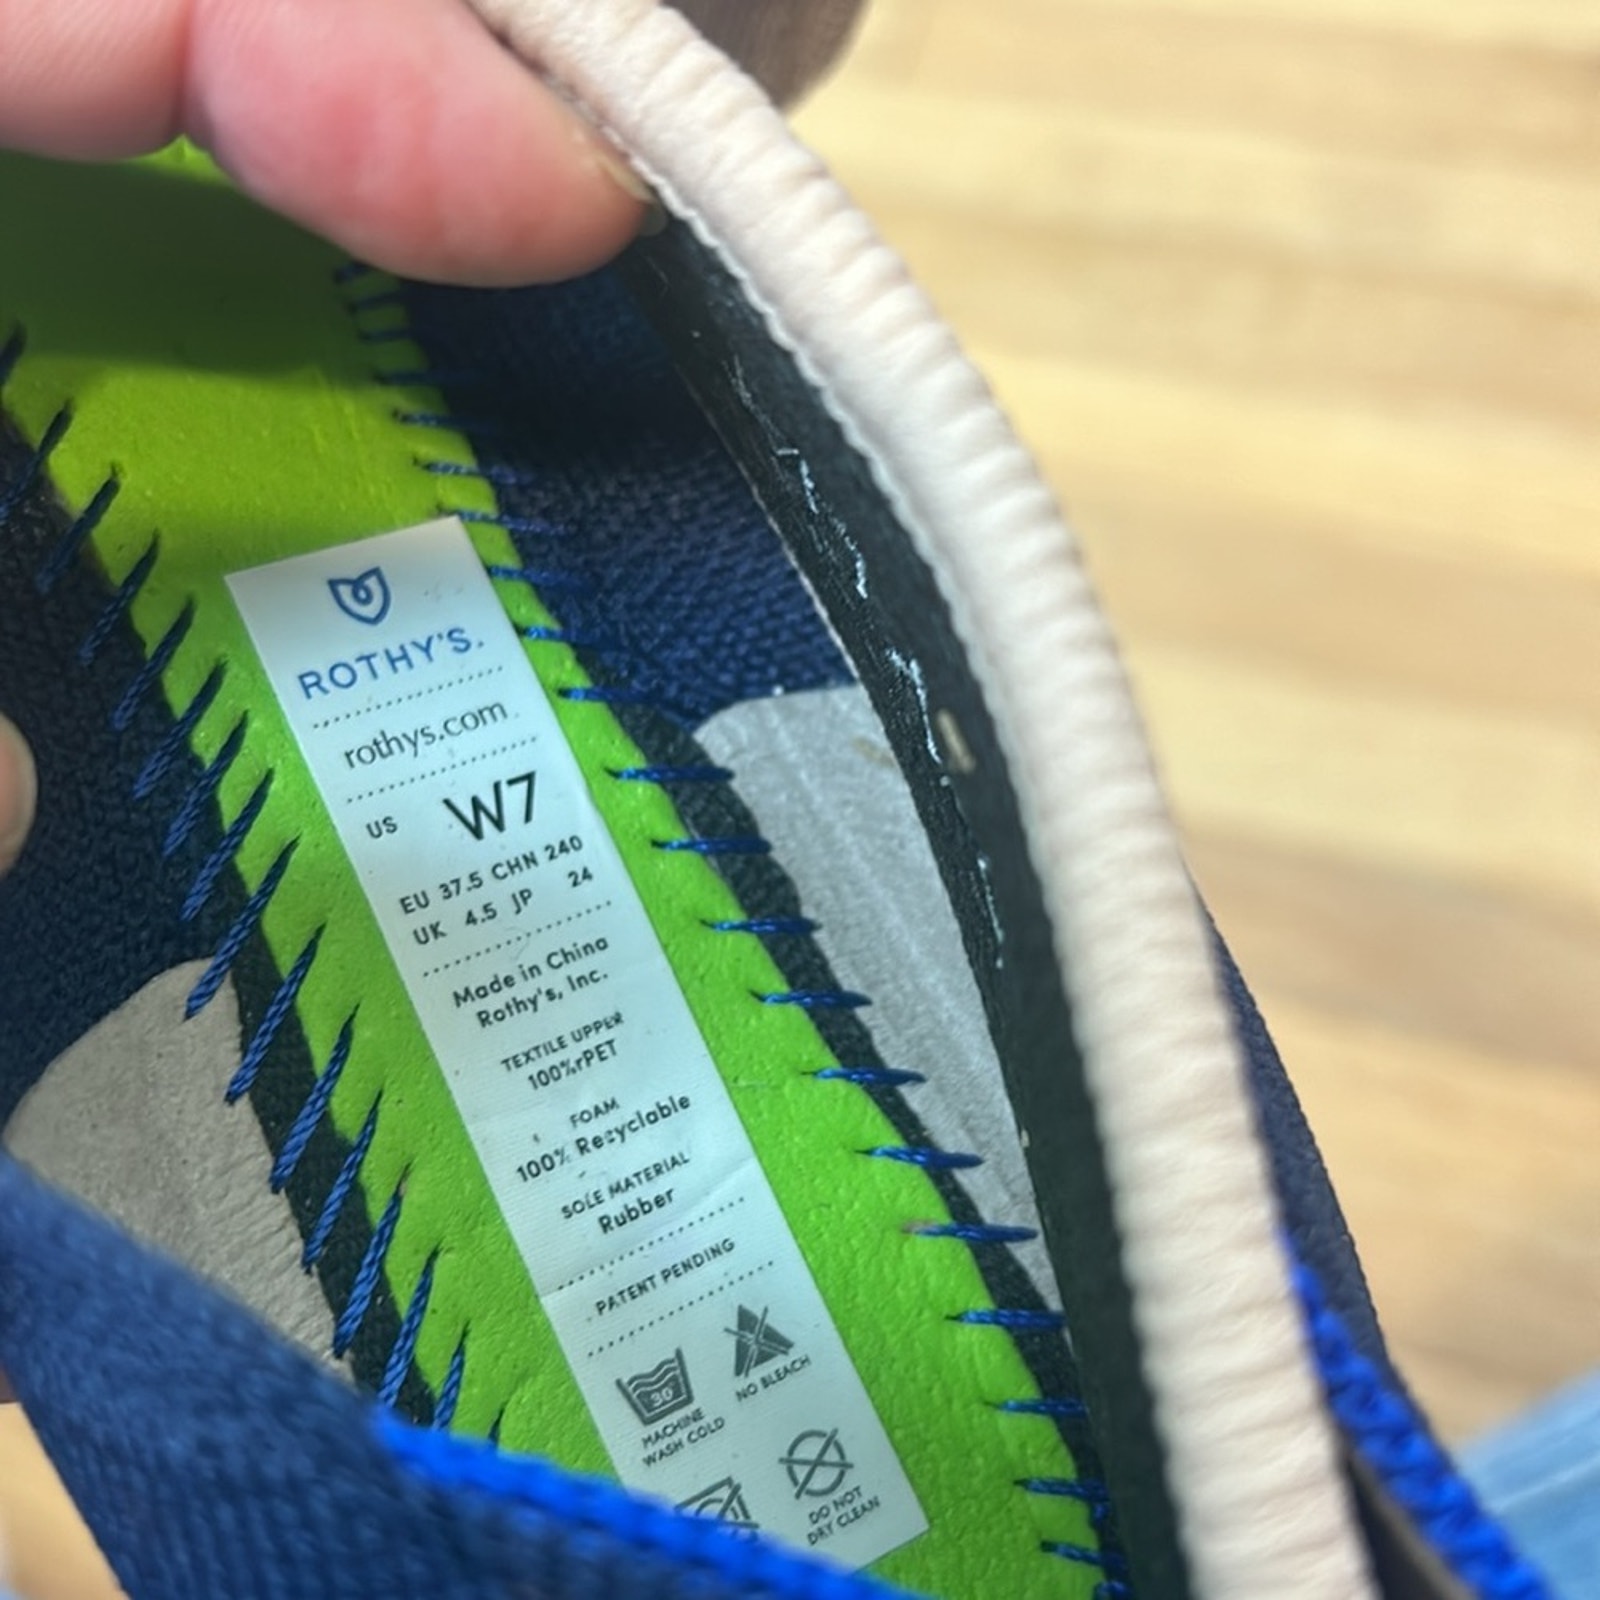 ROTHY'S.
rothys.com
US W7
EU 37.5 CHN 240
UK 4.5 JP 24
Made in China
Rothy's, Inc.
TEXTILE UPPER
100%rPET
FOAM
100% Recyclable
SOLE MATERIAL
Rubber
PATENT PENDING
30°
MACHINE
WASH COLD
NO BLEACH
DO NOT
DRY CLEAN